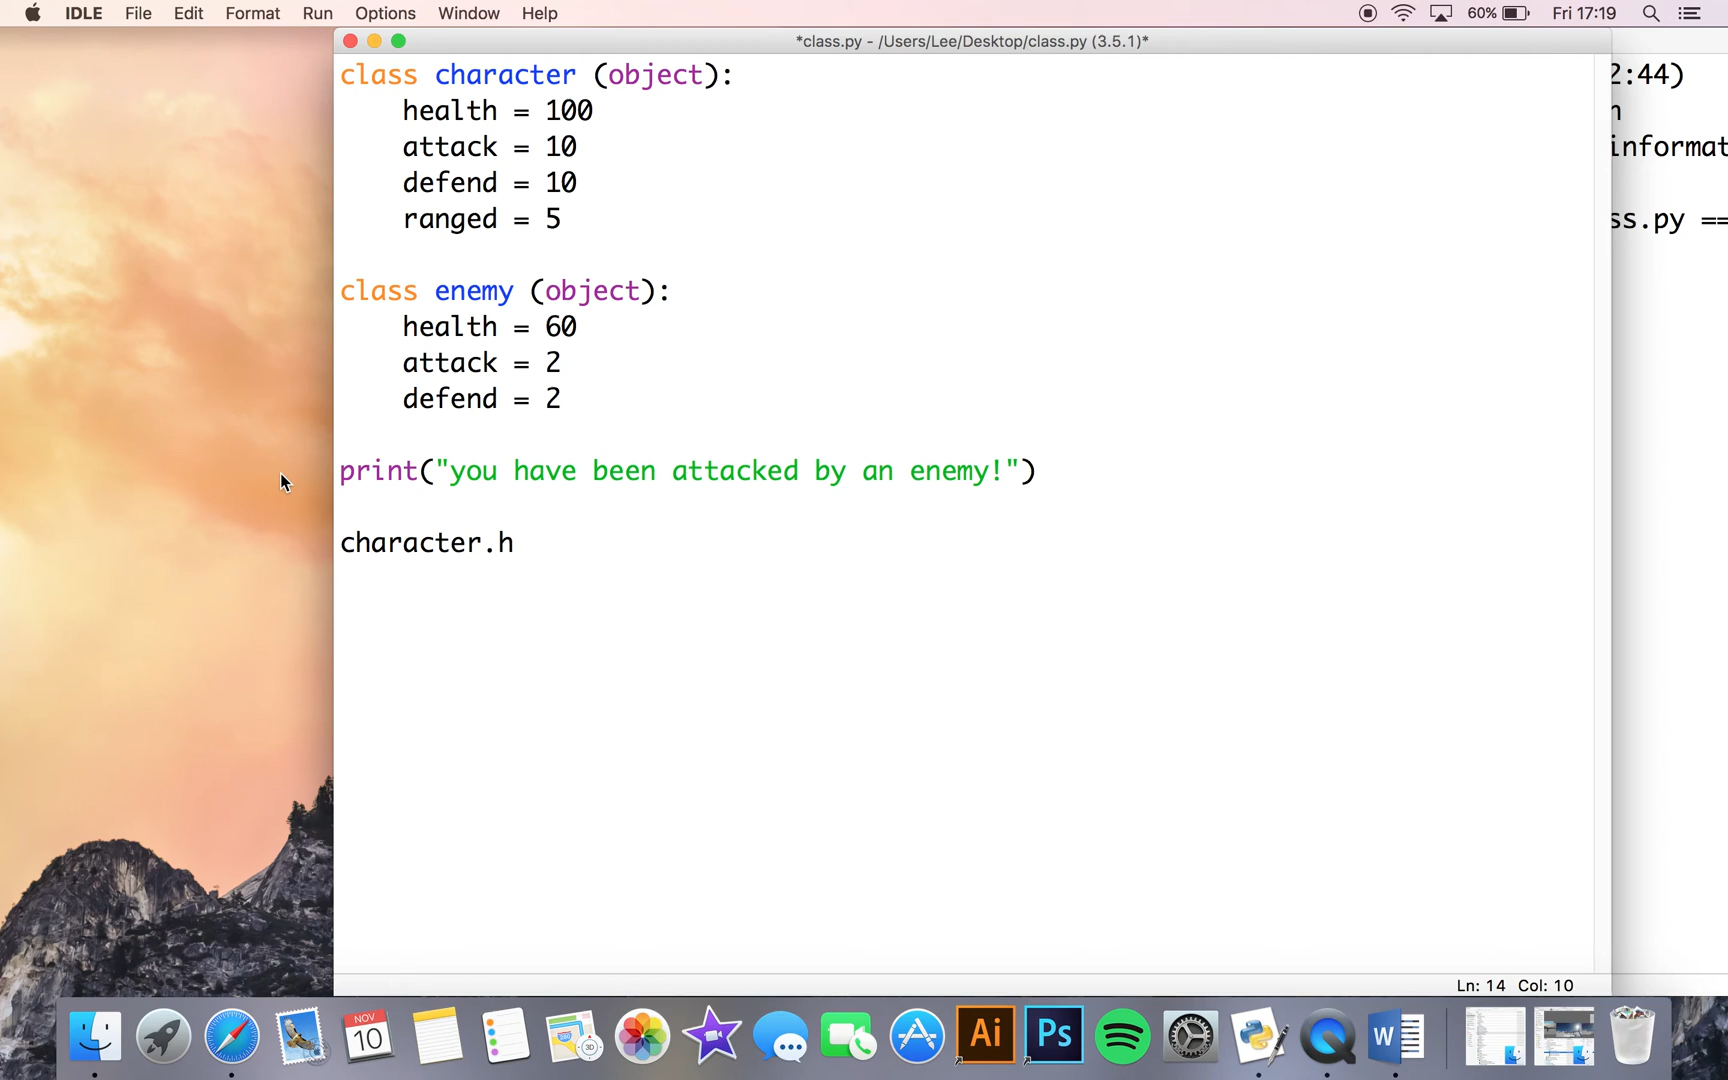 IDLE File Edit Format Run Options Window Help 60% Fri 17:19
*class.py - /Users/Lee/Desktop/class.py (3.5.1)*
class character (object):
    health = 100
    attack = 10
    defend = 10
    ranged = 5
class enemy (object):
    health = 60
    attack = 2
    defend = 2
print("you have been attacked by an enemy!")
character.h
2:44)
n
informat
ss.py ==
Ln: 14 Col: 10
NOV
10
3D
Ai
Ps
W